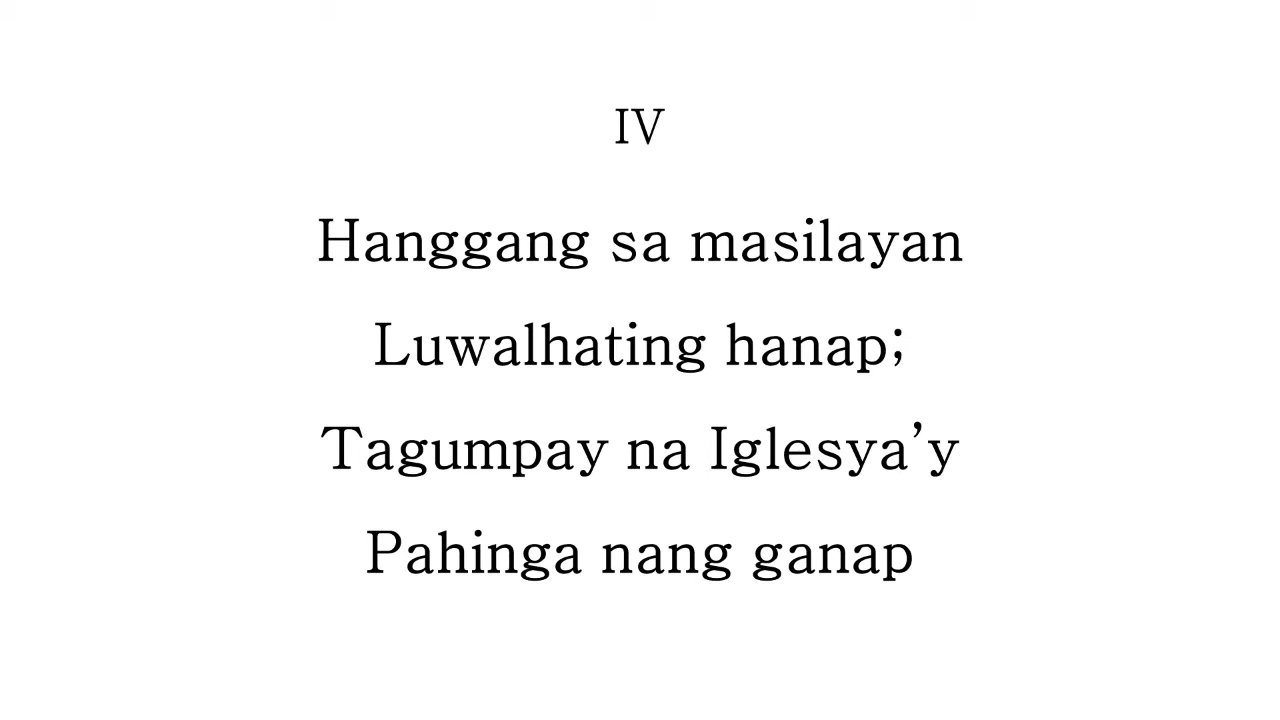 IV
Hanggang sa masilayan
Luwalhating hanap;
Tagumpay na Iglesya’y
Pahinga nang ganap